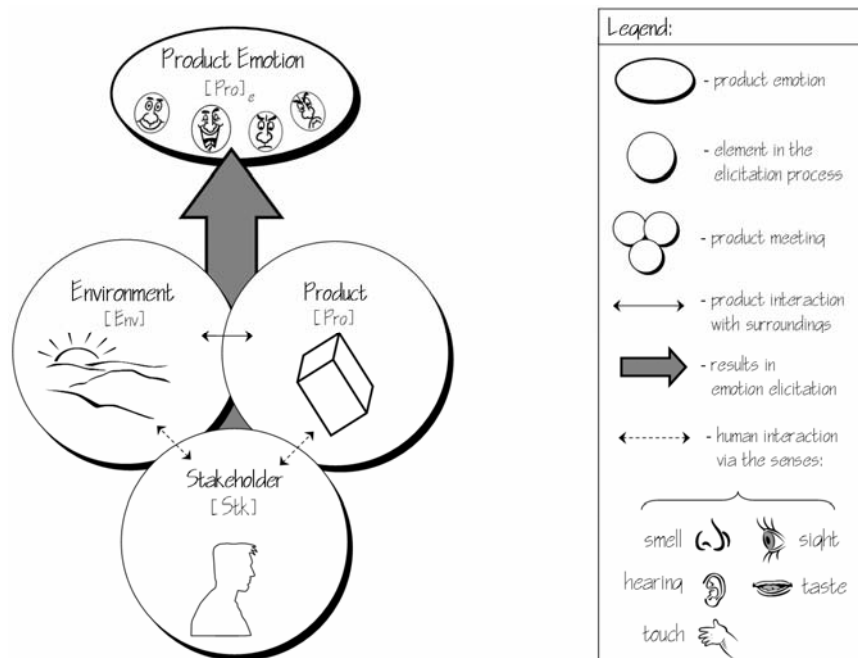 Product Emotion
[Pro]e
Environment
[Env]
Product
[Pro]
Stakeholder
[Stk]
Legend:
- product emotion
- element in the
elicitation process
- product meeting
- product interaction
with surroundings
- results in
emotion elicitation
- human interaction
via the senses:
smell
sight
hearing
taste
touch